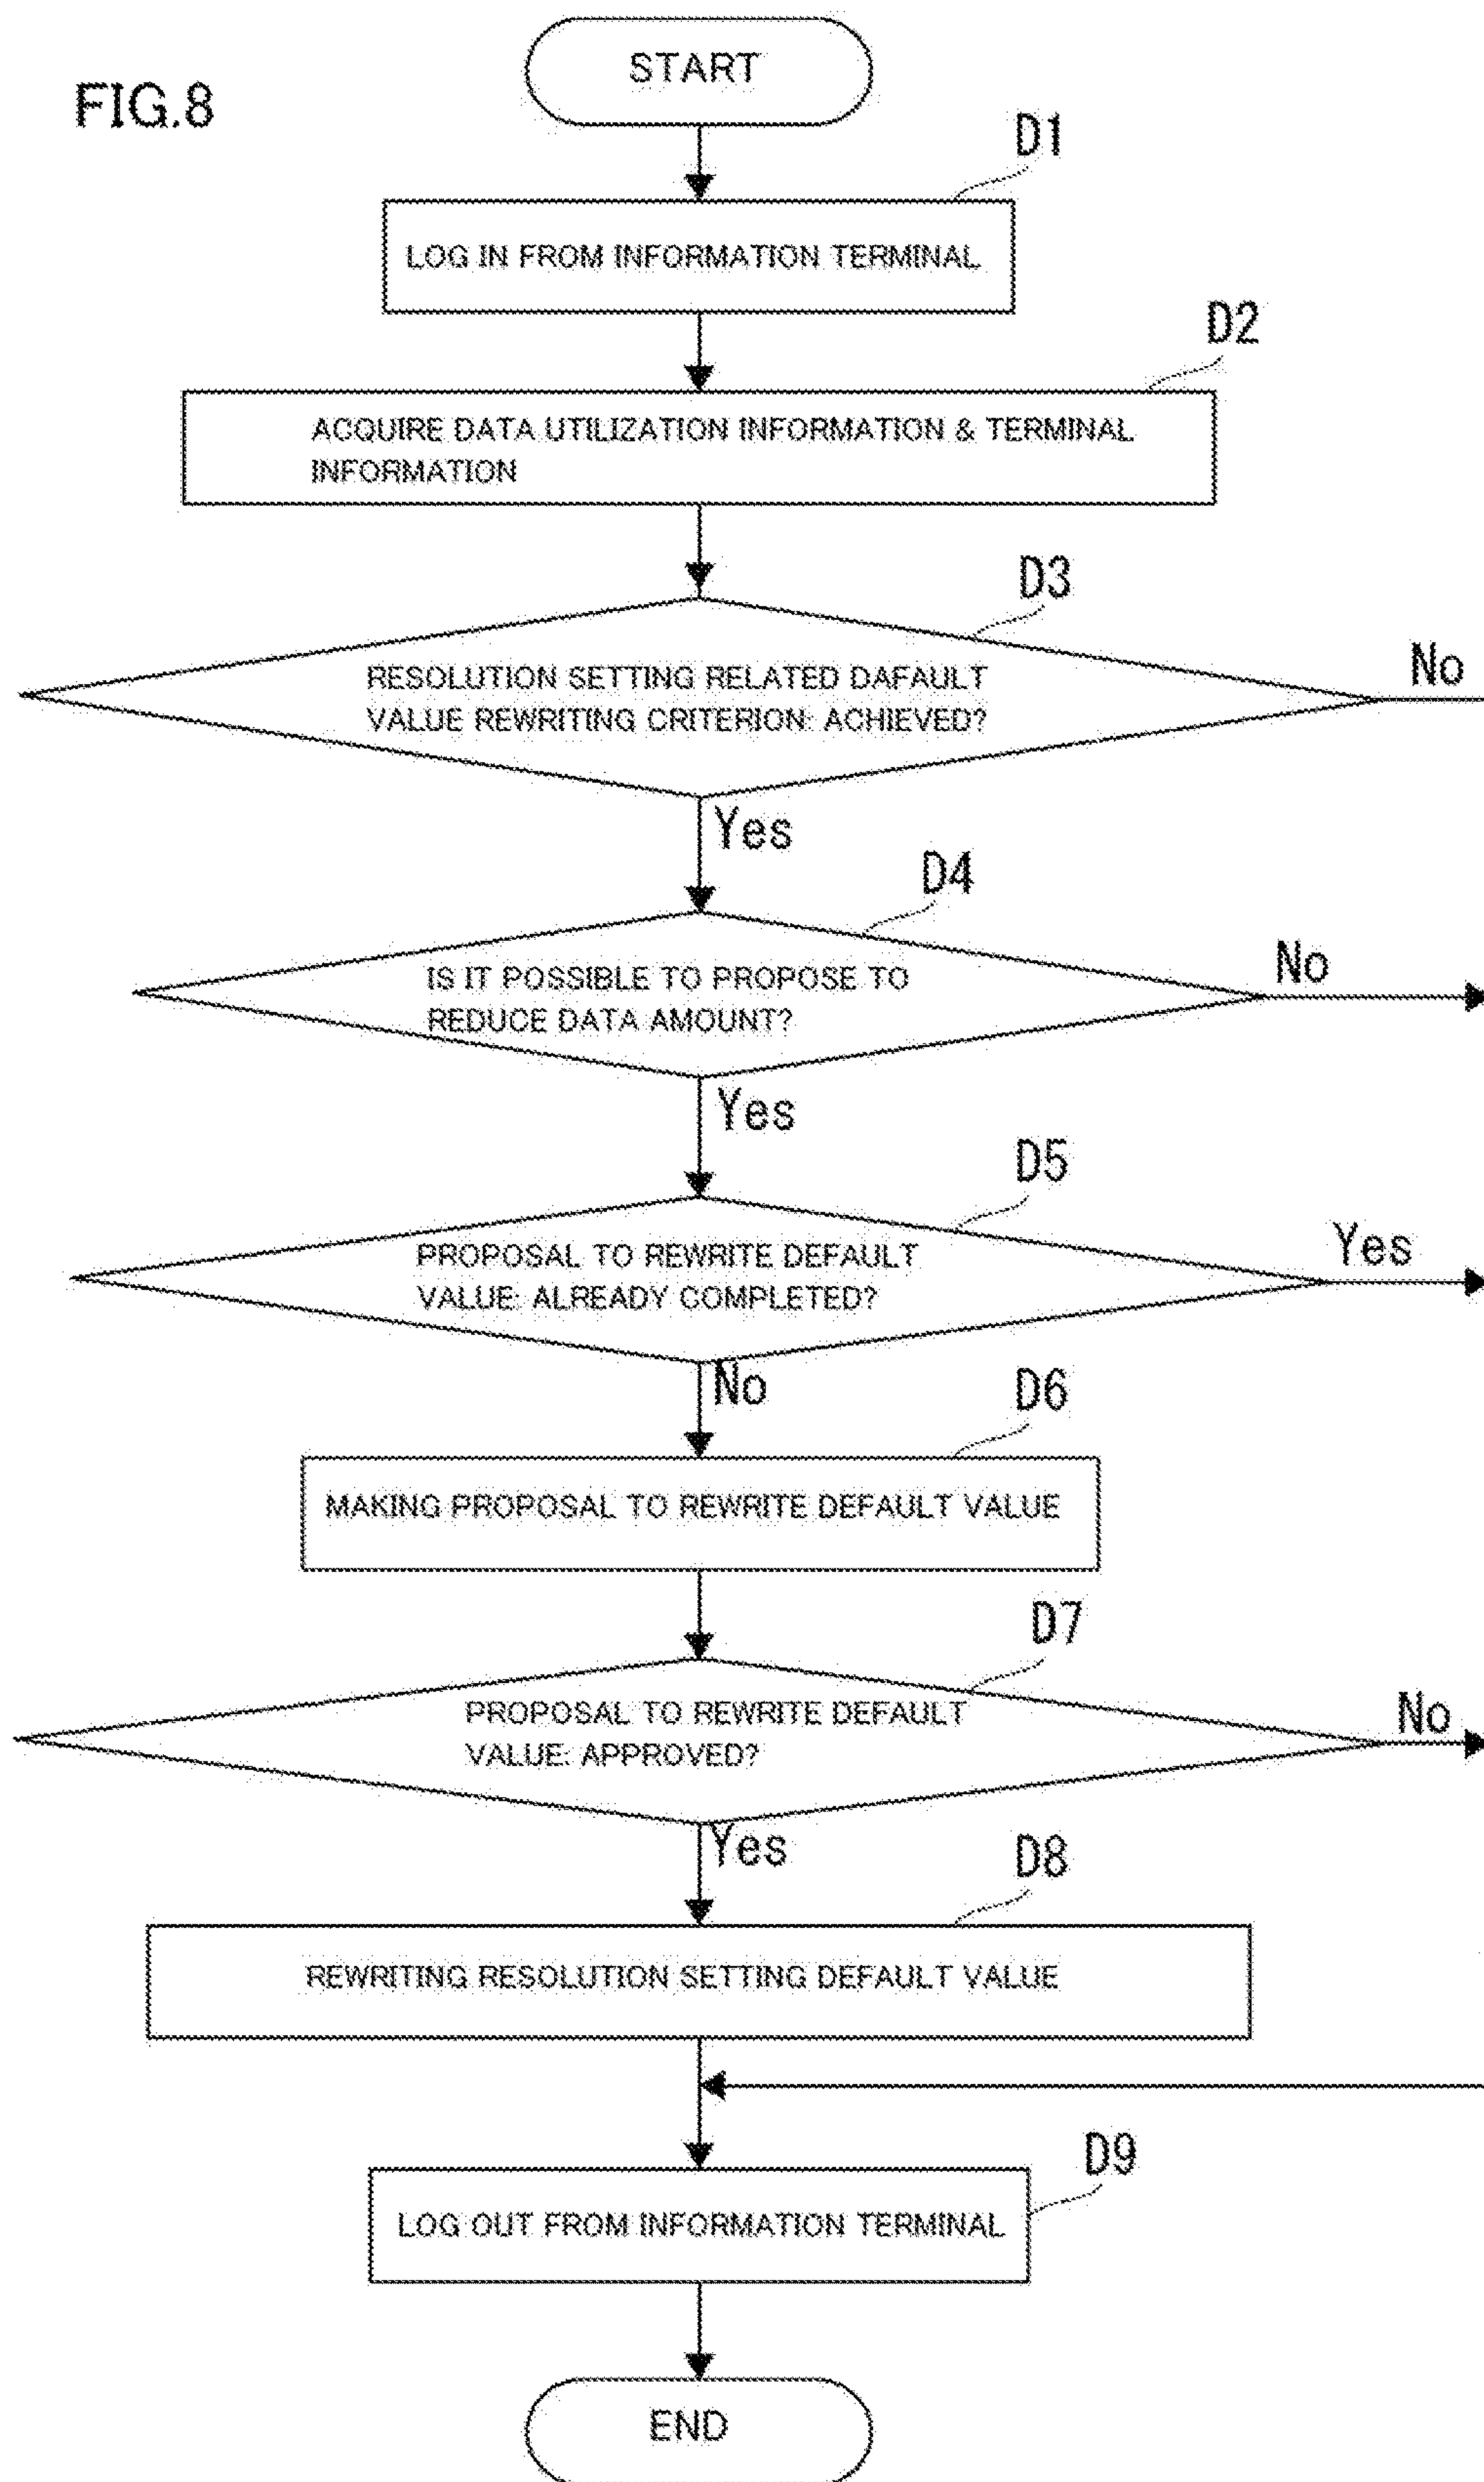 FIG.8
START
D1
LOG IN FROM INFORMATION TERMINAL
D2
ACQUIRE DATA UTILIZATION INFORMATION & TERMINAL
INFORMATION
D3
RESOLUTION SETTING RELATED DAFAULT
VALUE REWRITING CRITERION: ACHIEVED?
No
Yes
D4
IS IT POSSIBLE TO PROPOSE TO
REDUCE DATA AMOUNT?
No
Yes
D5
PROPOSAL TO REWRITE DEFAULT
VALUE: ALREADY COMPLETED?
Yes
No
D6
MAKING PROPOSAL TO REWRITE DEFAULT VALUE
D7
PROPOSAL TO REWRITE DEFAULT
VALUE: APPROVED?
No
Yes
D8
REWRITING RESOLUTION SETTING DEFAULT VALUE
D9
LOG OUT FROM INFORMATION TERMINAL
END